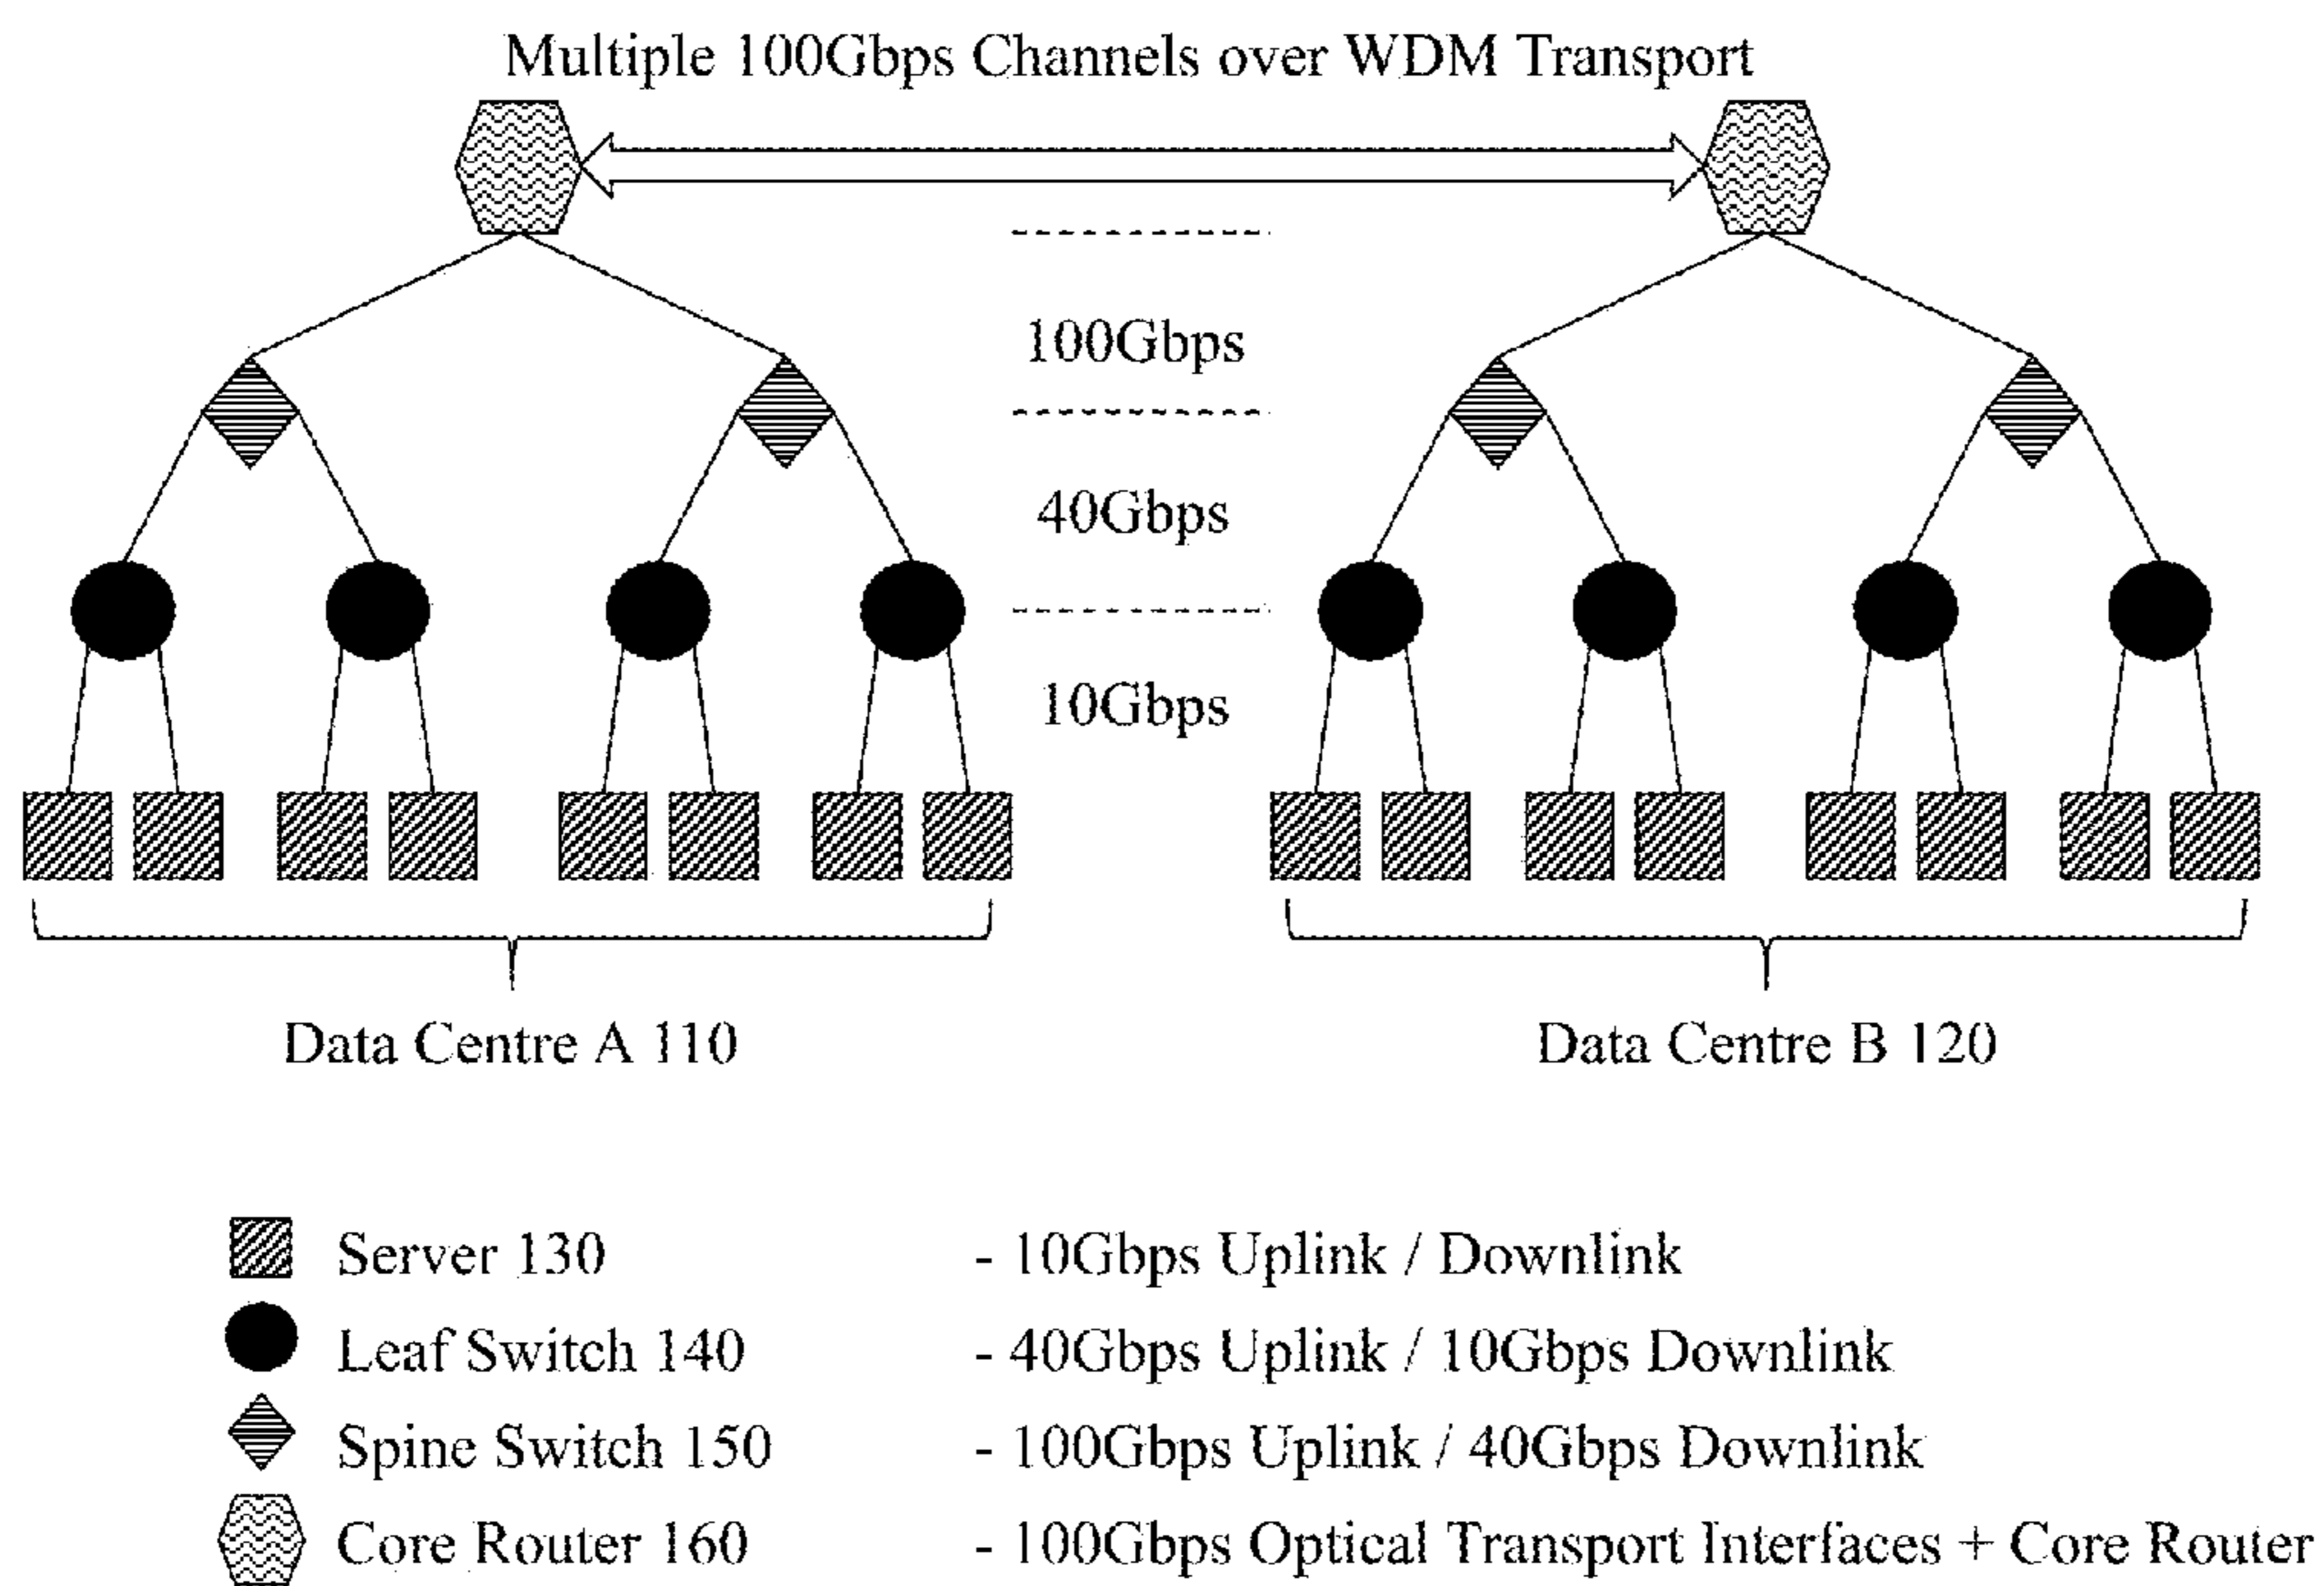 Multiple 100Gbps Channels over WDM Transport
100Gbps
40Gbps
10Gbps
Data Centre A 110
Data Centre B 120
Server 130 - 10Gbps Uplink / Downlink
Leaf Switch 140 - 40Gbps Uplink / 10Gbps Downlink
Spine Switch 150 - 100Gbps Uplink / 40Gbps Downlink
Core Router 160 - 100Gbps Optical Transport Interfaces + Core Router